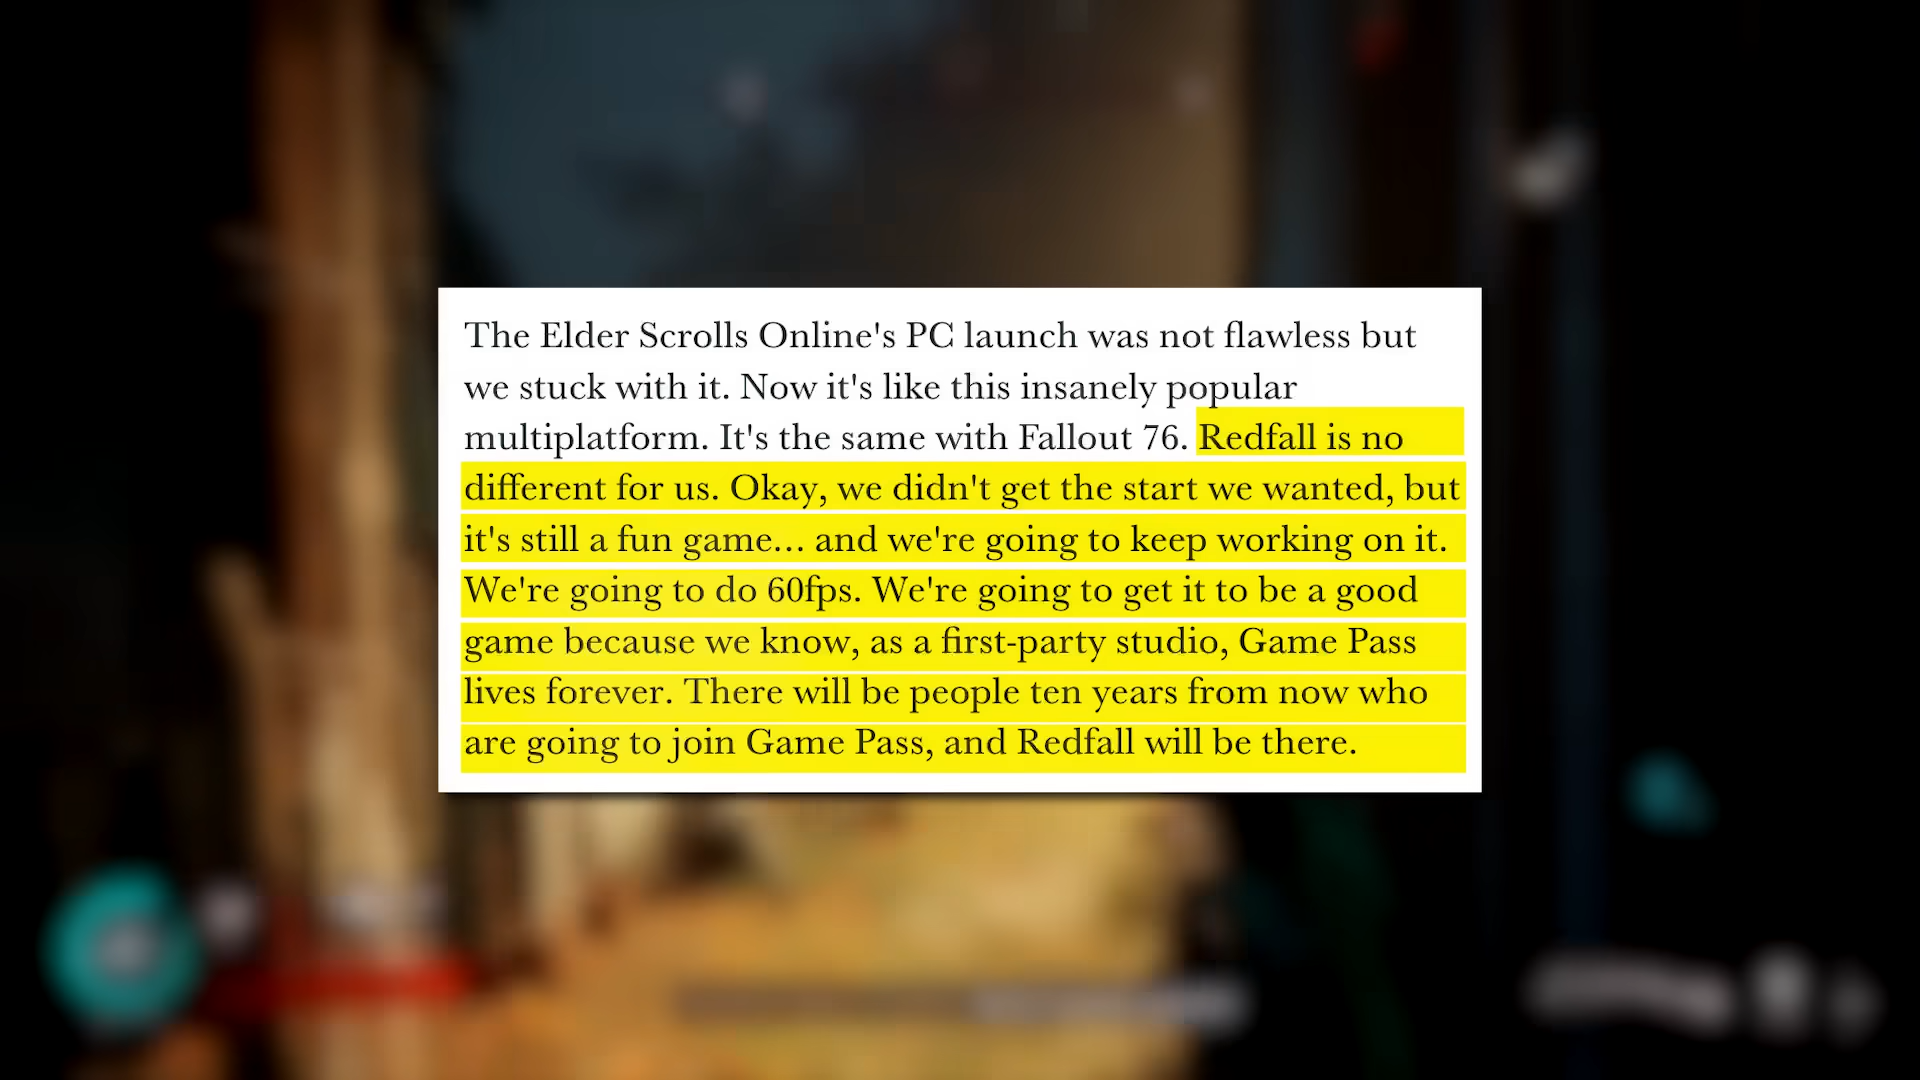 The Elder Scrolls Online's PC launch was not flawless but
we stuck with it. Now it's like this insanely popular
multiplatform. It's the same with Fallout 76. Redfall is no
different for us. Okay, we didn't get the start we wanted, but
it's still a fun game... and we're going to keep working on it.
We're going to do 60fps. We're going to get it to be a good
game because we know, as a first-party studio, Game Pass
lives forever. There will be people ten years from now who
are going to join Game Pass, and Redfall will be there.